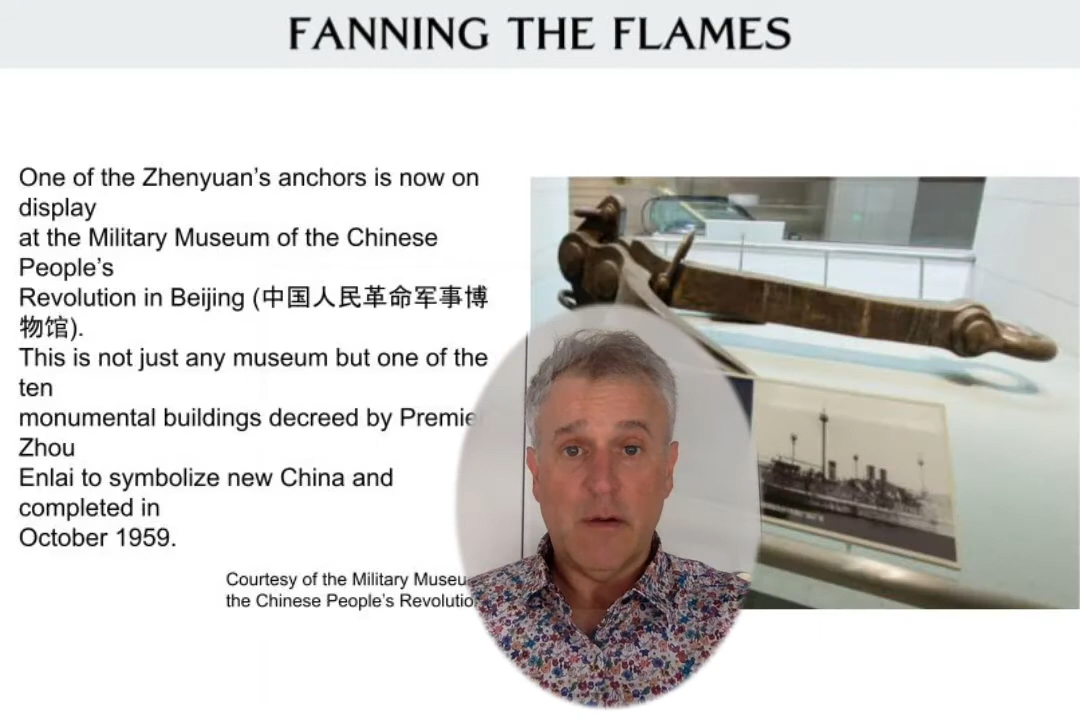 FANNING THE FLAMES
One of the Zhenyuan's anchors is now on
display
at the Military Museum of the Chinese
People's
Revolution in Beijing (中国人民革命军事博
物馆).
This is not just any museum but one of the
ten
monumental buildings decreed by Premie
Zhou
Enlai to symbolize new China and
completed in
October 1959.
Courtesy of the Military Museu
the Chinese People's Revolutio